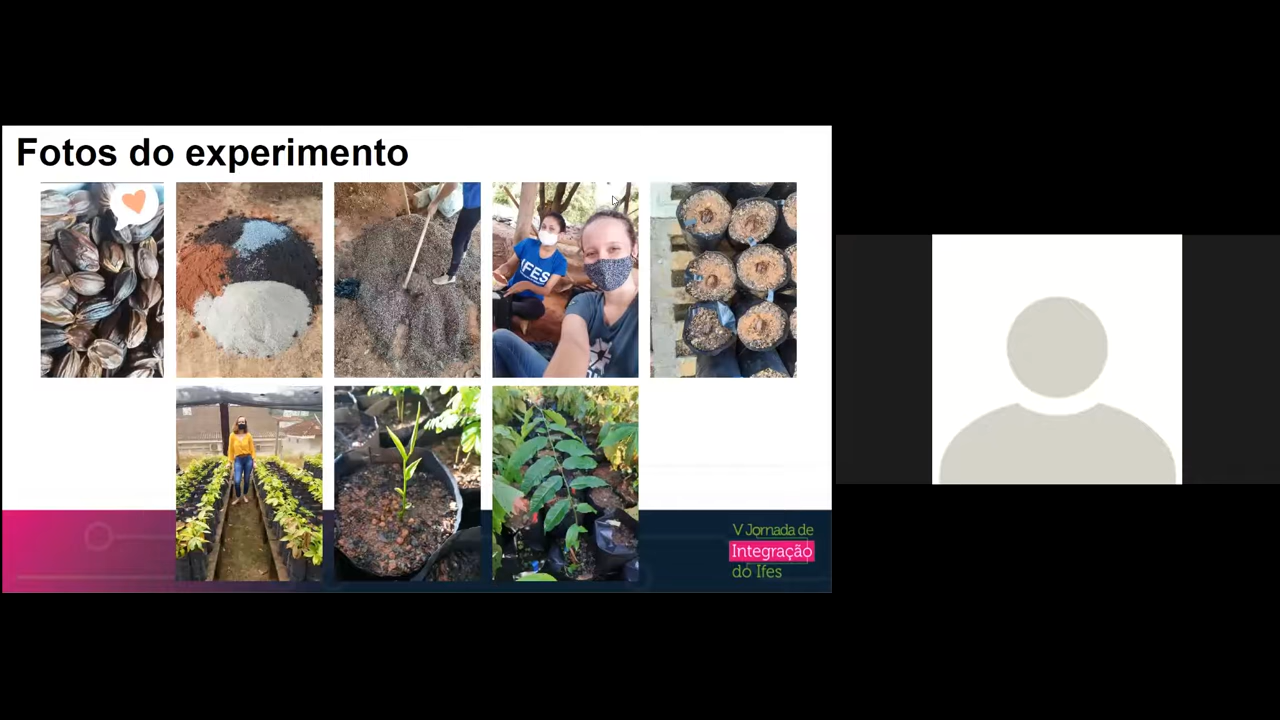 Fotos do experimento
IFES
V Jornada de
Integração
do Ifes